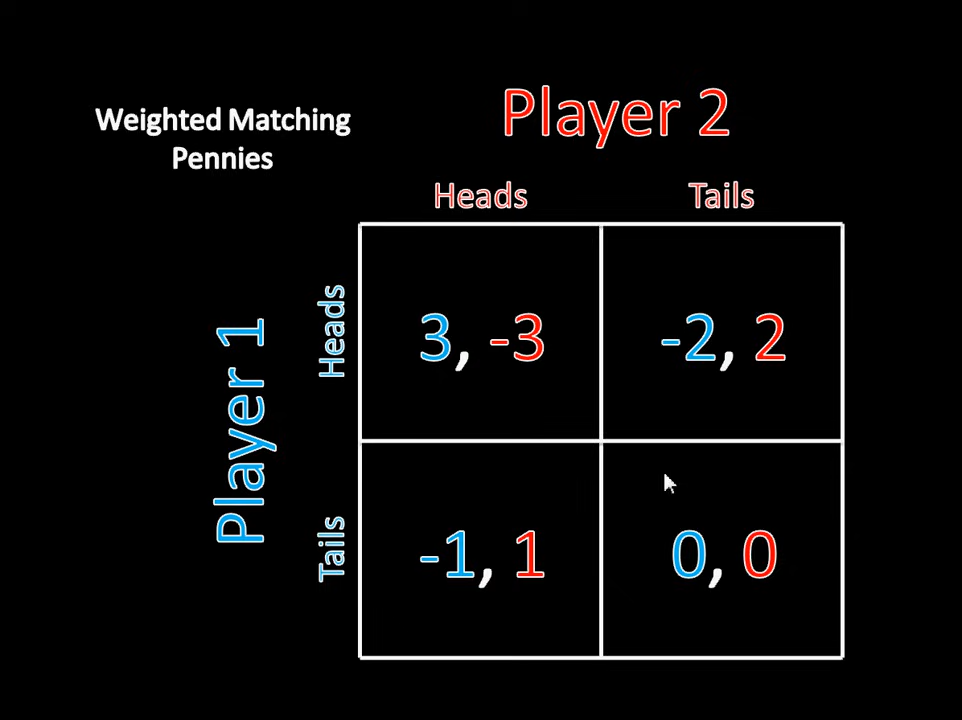 Weighted Matching
Pennies
Player 2
Heads
Tails
Player 1
Heads
3, -3
-2, 2
Tails
-1, 1
0, 0